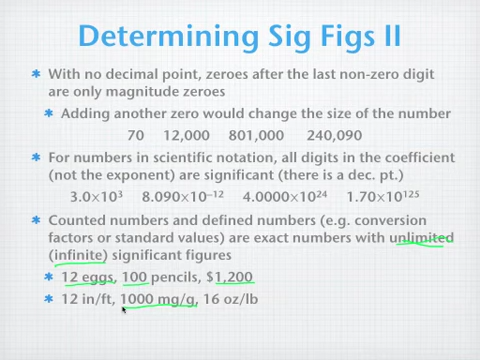 Determining Sig Figs II
✱ With no decimal point, zeroes after the last non-zero digit
are only magnitude zeroes
✱ Adding another zero would change the size of the number
70 12,000 801,000 240,090
✱ For numbers in scientific notation, all digits in the coefficient
(not the exponent) are significant (there is a dec. pt.)
3.0×10³ 8.090×10⁻¹² 4.0000×10²⁴ 1.70×10¹²⁵
✱ Counted numbers and defined numbers (e.g. conversion
factors or standard values) are exact numbers with unlimited
(infinite) significant figures
✱ 12 eggs, 100 pencils, $1,200
✱ 12 in/ft, 1000 mg/g, 16 oz/lb